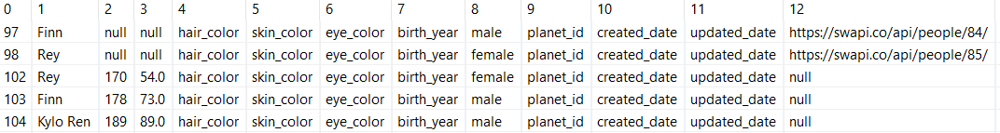 0 1 2 3 4 5 6 7 8 9 10 11 12
97 Finn null null hair_color skin_color eye_color birth_year male planet_id created_date updated_date https://swapi.co/api/people/84/
98 Rey null null hair_color skin_color eye_color birth_year female planet_id created_date updated_date https://swapi.co/api/people/85/
102 Rey 170 54.0 hair_color skin_color eye_color birth_year female planet_id created_date updated_date null
103 Finn 178 73.0 hair_color skin_color eye_color birth_year male planet_id created_date updated_date null
104 Kylo Ren 189 89.0 hair_color skin_color eye_color birth_year male planet_id created_date updated_date null